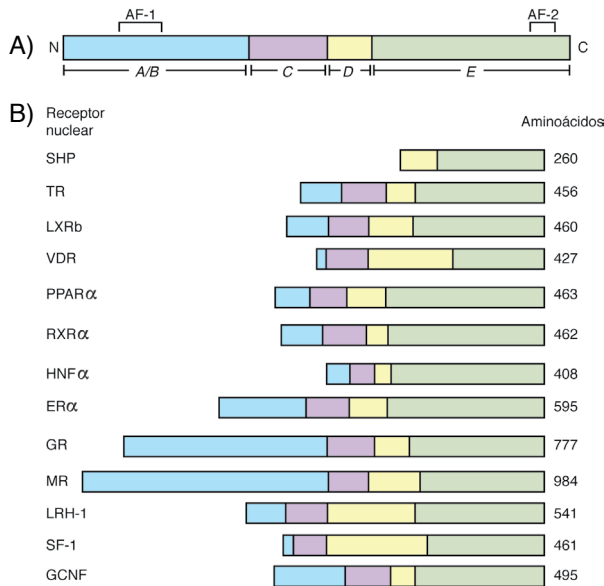 AF-1 AF-2
A) N C
A/B C D E
B) Receptor Aminoácidos
nuclear
SHP 260
TR 456
LXRb 460
VDR 427
PPARα 463
RXRα 462
HNFα 408
ERα 595
GR 777
MR 984
LRH-1 541
SF-1 461
GCNF 495